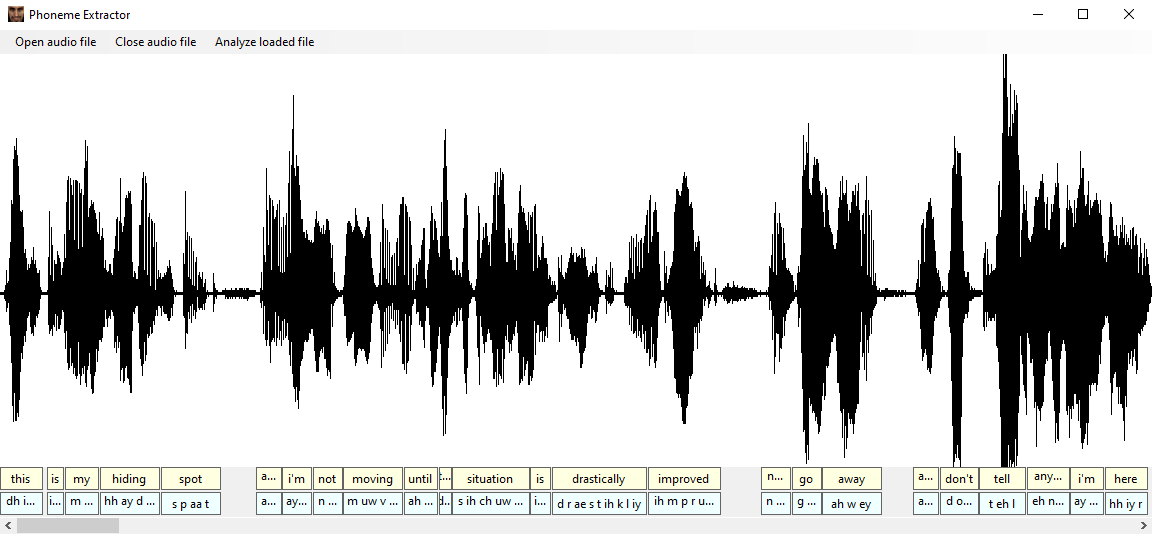 Phoneme Extractor
Open audio file Close audio file Analyze loaded file
this is my hiding spot a... i'm not moving until t... situation is drastically improved n... go away a... don't tell any... i'm here
dh i... i... m ... hh ay d ... s p aa t a... ay... n ... m uw v ... ah ... d... s ih ch uw ... i... d r ae s t ih k l iy ih m p r u... n ... g ... ah w ey a... d o... t eh l eh n... ay ... hh iy r